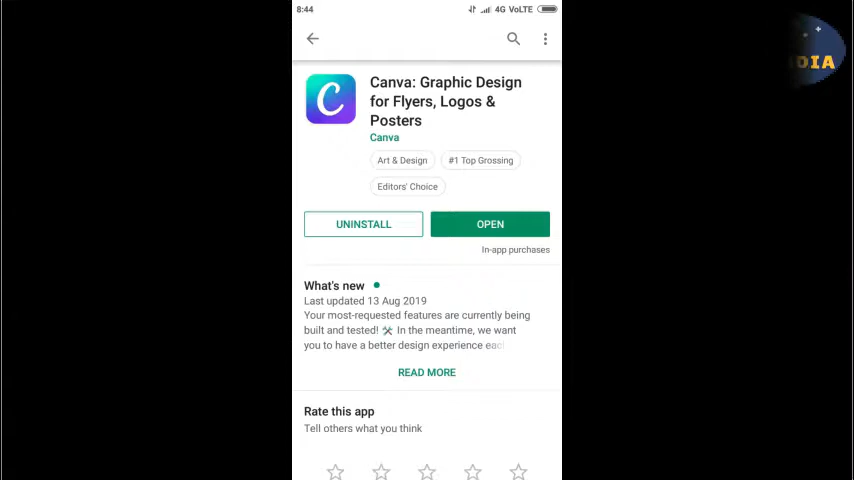 8:44
4G VoLTE
DIA
Canva: Graphic Design
for Flyers, Logos &
Posters
Canva
Art & Design
#1 Top Grossing
Editors' Choice
UNINSTALL
OPEN
In-app purchases
What's new
Last updated 13 Aug 2019
Your most-requested features are currently being
built and tested! 🛠 In the meantime, we want
you to have a better design experience eac
READ MORE
Rate this app
Tell others what you think